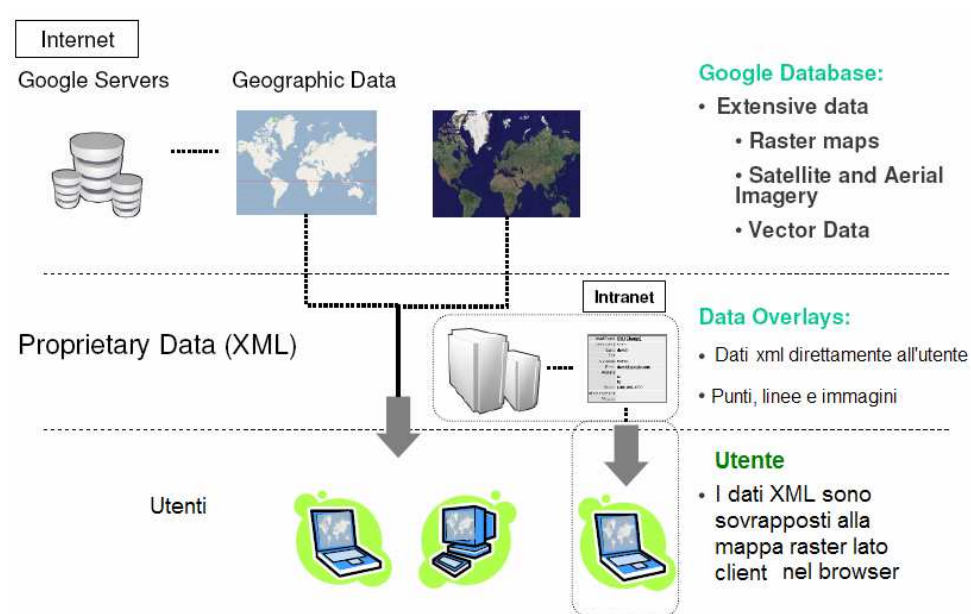 Internet
Google Servers
Geographic Data
Google Database:
• Extensive data
• Raster maps
• Satellite and Aerial
Imagery
• Vector Data
Intranet
Proprietary Data (XML)
Data Overlays:
• Dati xml direttamente all'utente
• Punti, linee e immagini
Utenti
Utente
• I dati XML sono
sovrapposti alla
mappa raster lato
client nel browser